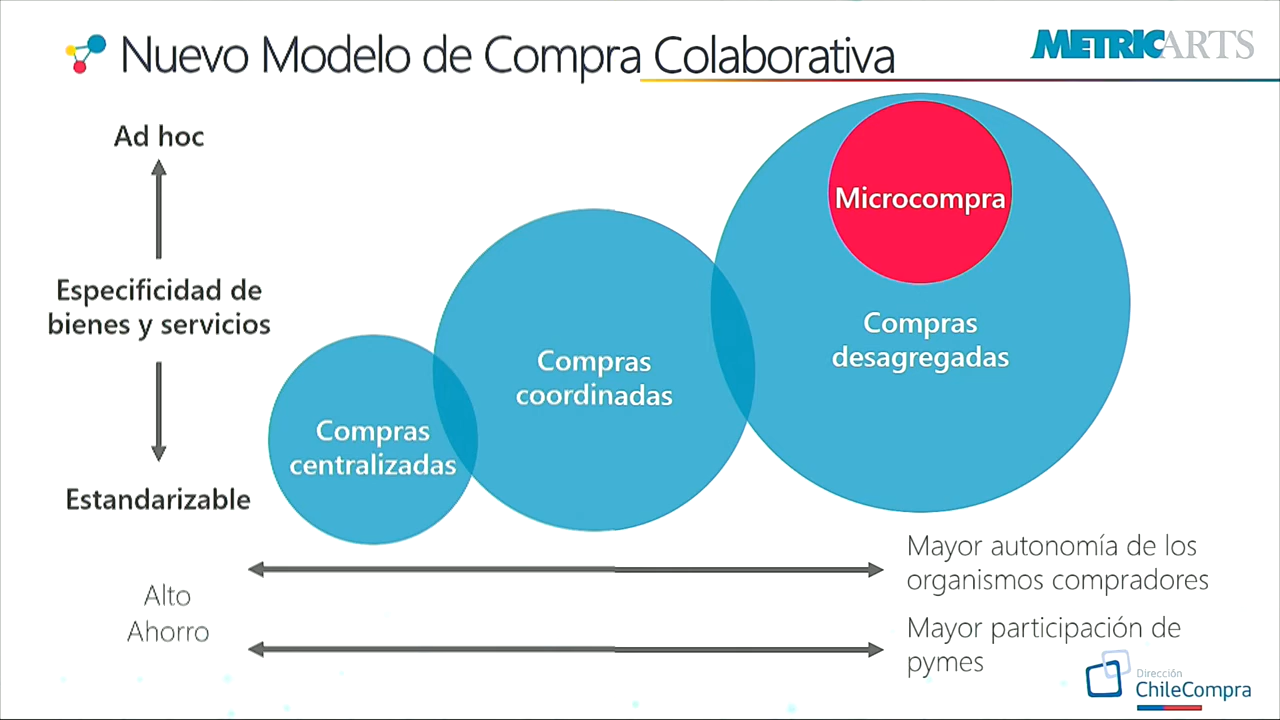 Nuevo Modelo de Compra Colaborativa
METRICARTS
Ad hoc
Especificidad de
bienes y servicios
Estandarizable
Compras
centralizadas
Compras
coordinadas
Microcompra
Compras
desagregadas
Alto
Ahorro
Mayor autonomía de los
organismos compradores
Mayor participación de
pymes
Dirección
ChileCompra